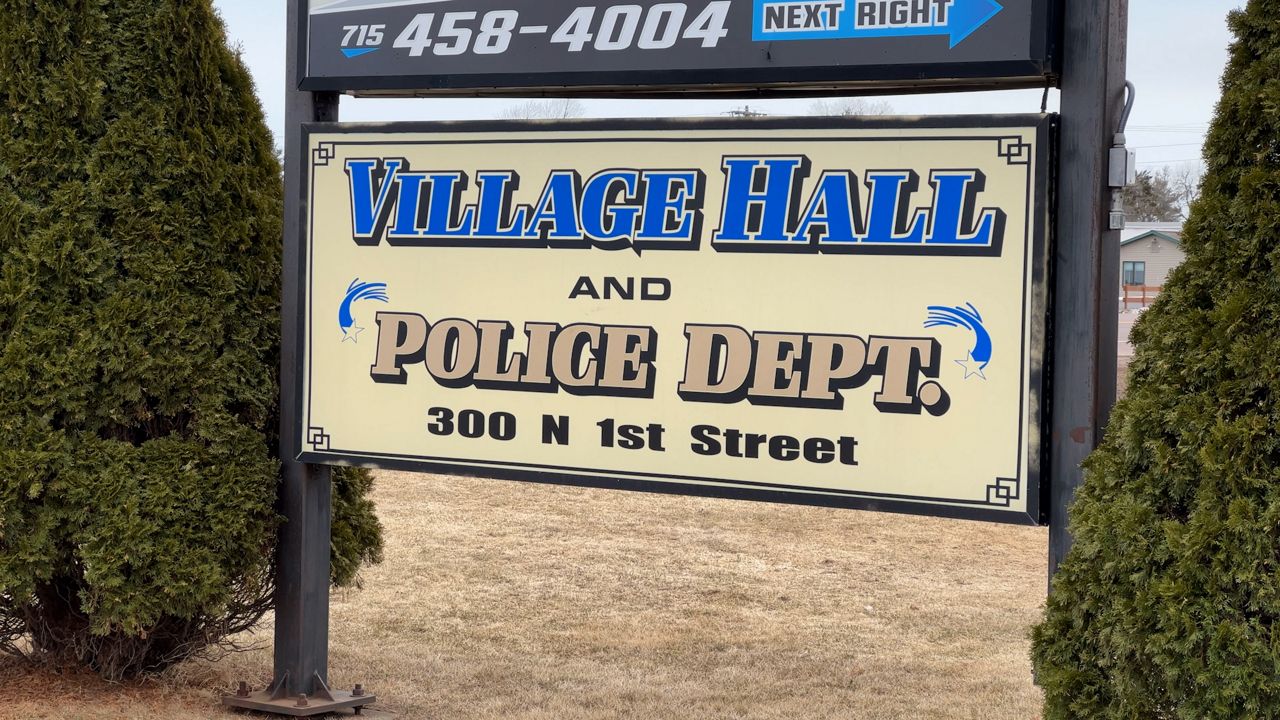 715 458-4004
NEXT RIGHT
VILLAGE HALL
AND
POLICE DEPT.
300 N 1st Street